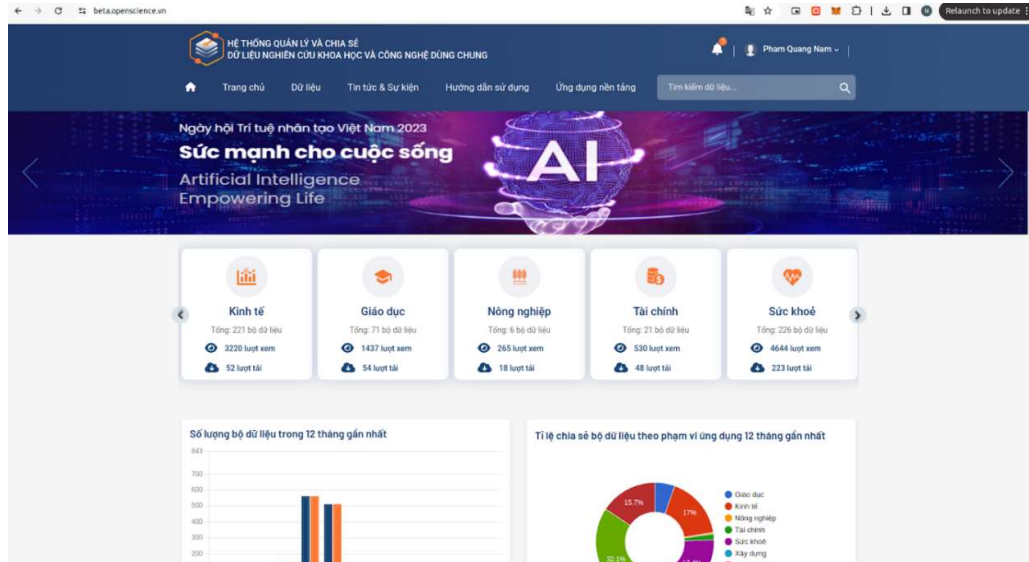 beta.openscience.vn
Relaunch to update
HỆ THỐNG QUẢN LÝ VÀ CHIA SẺ
DỮ LIỆU NGHIÊN CỨU KHOA HỌC VÀ CÔNG NGHỆ DÙNG CHUNG
Pham Quang Nam
Trang chủ Dữ liệu Tin tức & Sự kiện Hướng dẫn sử dụng Ứng dụng nền tảng Tìm kiếm dữ liệu...
Ngày hội Trí tuệ nhân tạo Việt Nam 2023
Sức mạnh cho cuộc sống
Artificial Intelligence
Empowering Life
AI
Kinh tế Giáo dục Nông nghiệp Tài chính Sức khoẻ
Tổng: 221 bộ dữ liệu Tổng: 71 bộ dữ liệu Tổng: 6 bộ dữ liệu Tổng: 21 bộ dữ liệu Tổng: 226 bộ dữ liệu
3220 lượt xem 1437 lượt xem 265 lượt xem 530 lượt xem 4644 lượt xem
52 lượt tải 54 lượt tải 18 lượt tải 48 lượt tải 223 lượt tải
Số lượng bộ dữ liệu trong 12 tháng gần nhất
Tỉ lệ chia sẻ bộ dữ liệu theo phạm vi ứng dụng 12 tháng gần nhất
843
700
600
500
400
300
200
15.7%
17%
32.1%
Giáo dục
Kinh tế
Nông nghiệp
Tài chính
Sức khoẻ
Xây dựng